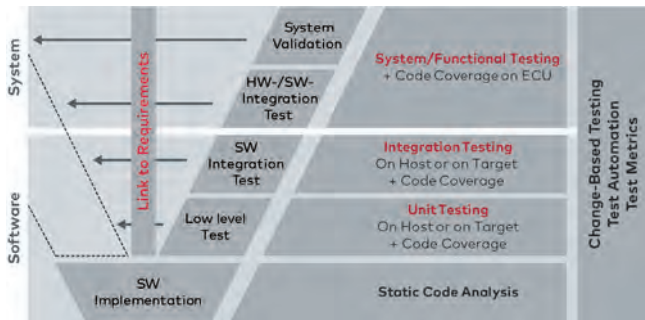 System
Software
Link to Requirements
System
Validation
System/Functional Testing
+ Code Coverage on ECU
HW-/SW-
Integration
Test
SW
Integration
Test
Integration Testing
On Host or on Target
+ Code Coverage
Low level
Test
Unit Testing
On Host or on Target
+ Code Coverage
SW
Implementation
Static Code Analysis
Change-Based Testing
Test Automation
Test Metrics